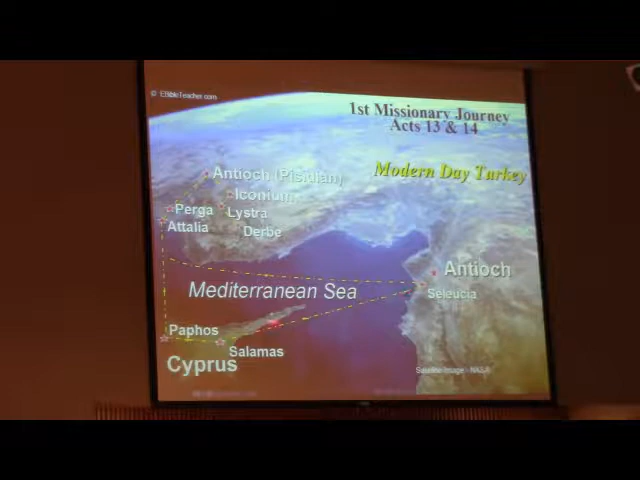 © EBibleTeacher.com
1st Missionary Journey
Acts 13 & 14
Modern Day Turkey
Antioch (Pisidian)
Iconium
Perga
Lystra
Attalia
Derbe
Antioch
Mediterranean Sea
Seleucia
Paphos
Salamas
Cyprus
Satellite Image - NASA